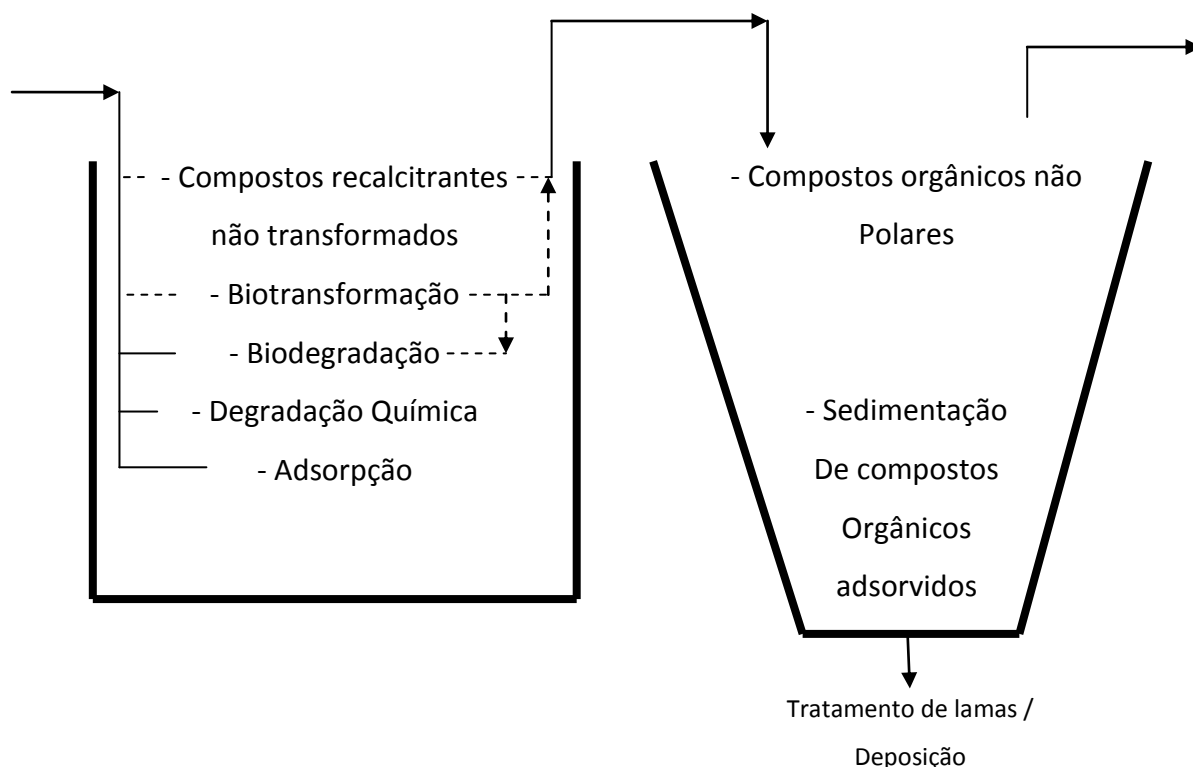 - Compostos recalcitrantes
não transformados
- Biotransformação
- Biodegradação
- Degradação Química
- Adsorpção
- Compostos orgânicos não
Polares
- Sedimentação
De compostos
Orgânicos
adsorvidos
Tratamento de lamas /
Deposição